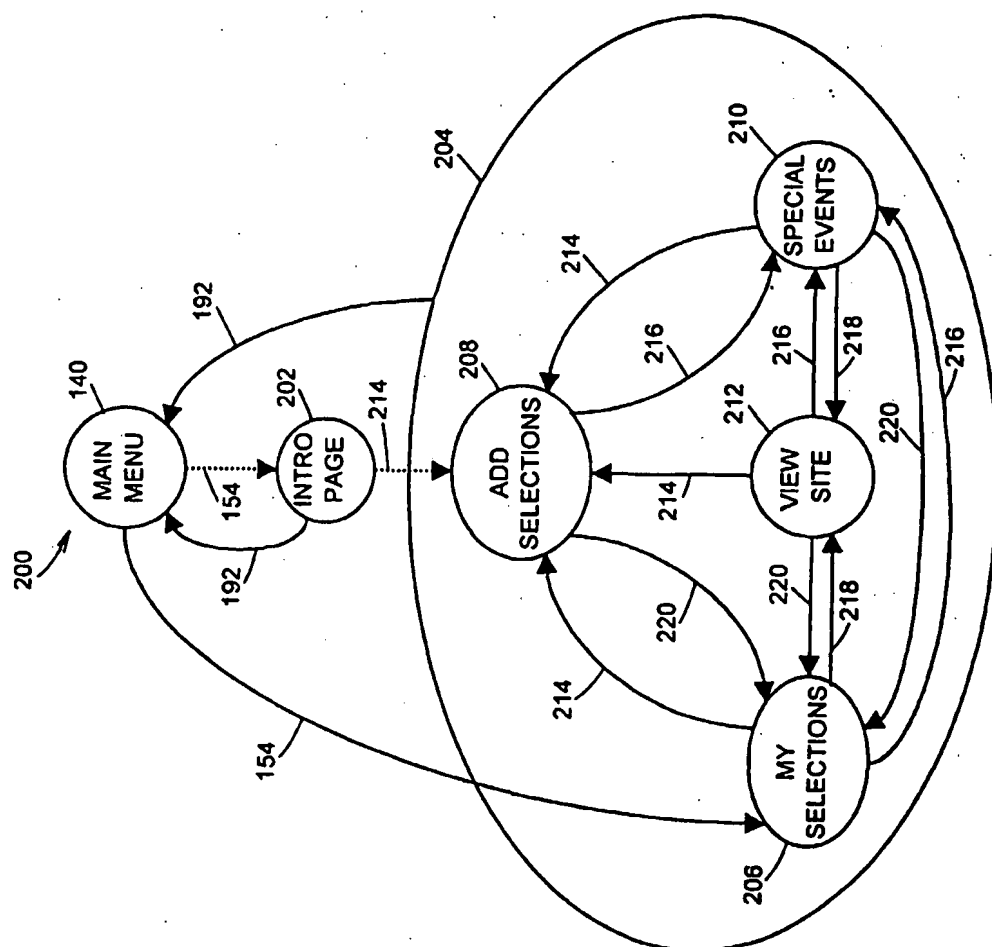 200
140
MAIN
MENU
192
154
202
INTRO
PAGE
192
214
154
204
208
ADD
SELECTIONS
214
216
210
SPECIAL
EVENTS
214
220
214
212
VIEW
SITE
216
218
220
218
206
MY
SELECTIONS
220
216